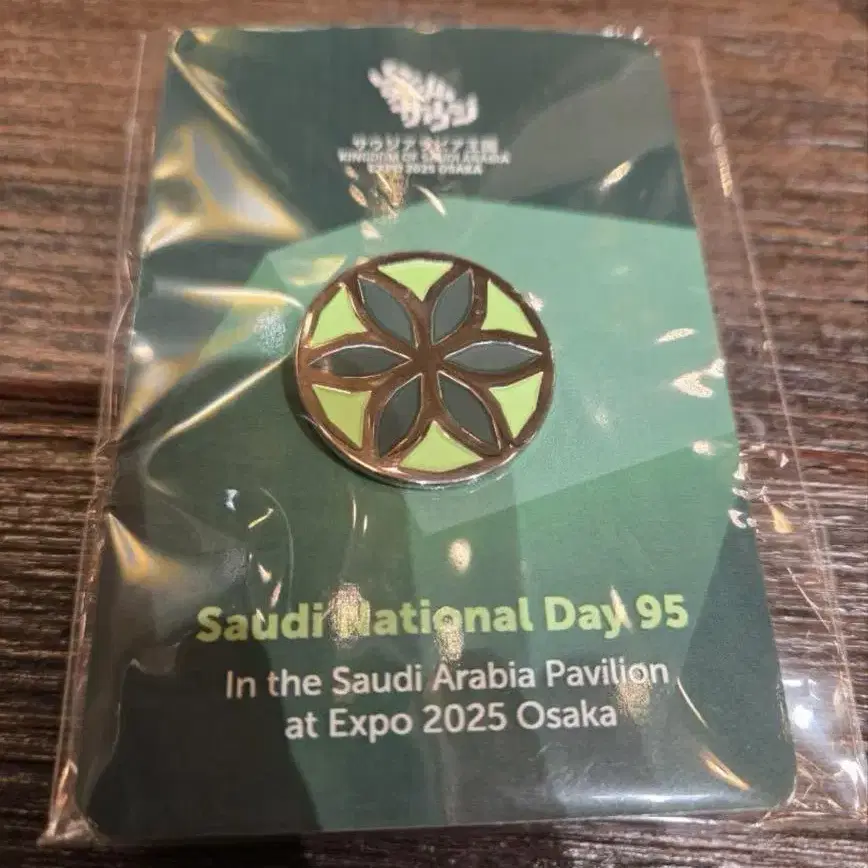 サウジアラビア王国
KINGDOM OF SAUDI ARABIA
EXPO 2025 OSAKA
Saudi National Day 95
In the Saudi Arabia Pavilion
at Expo 2025 Osaka